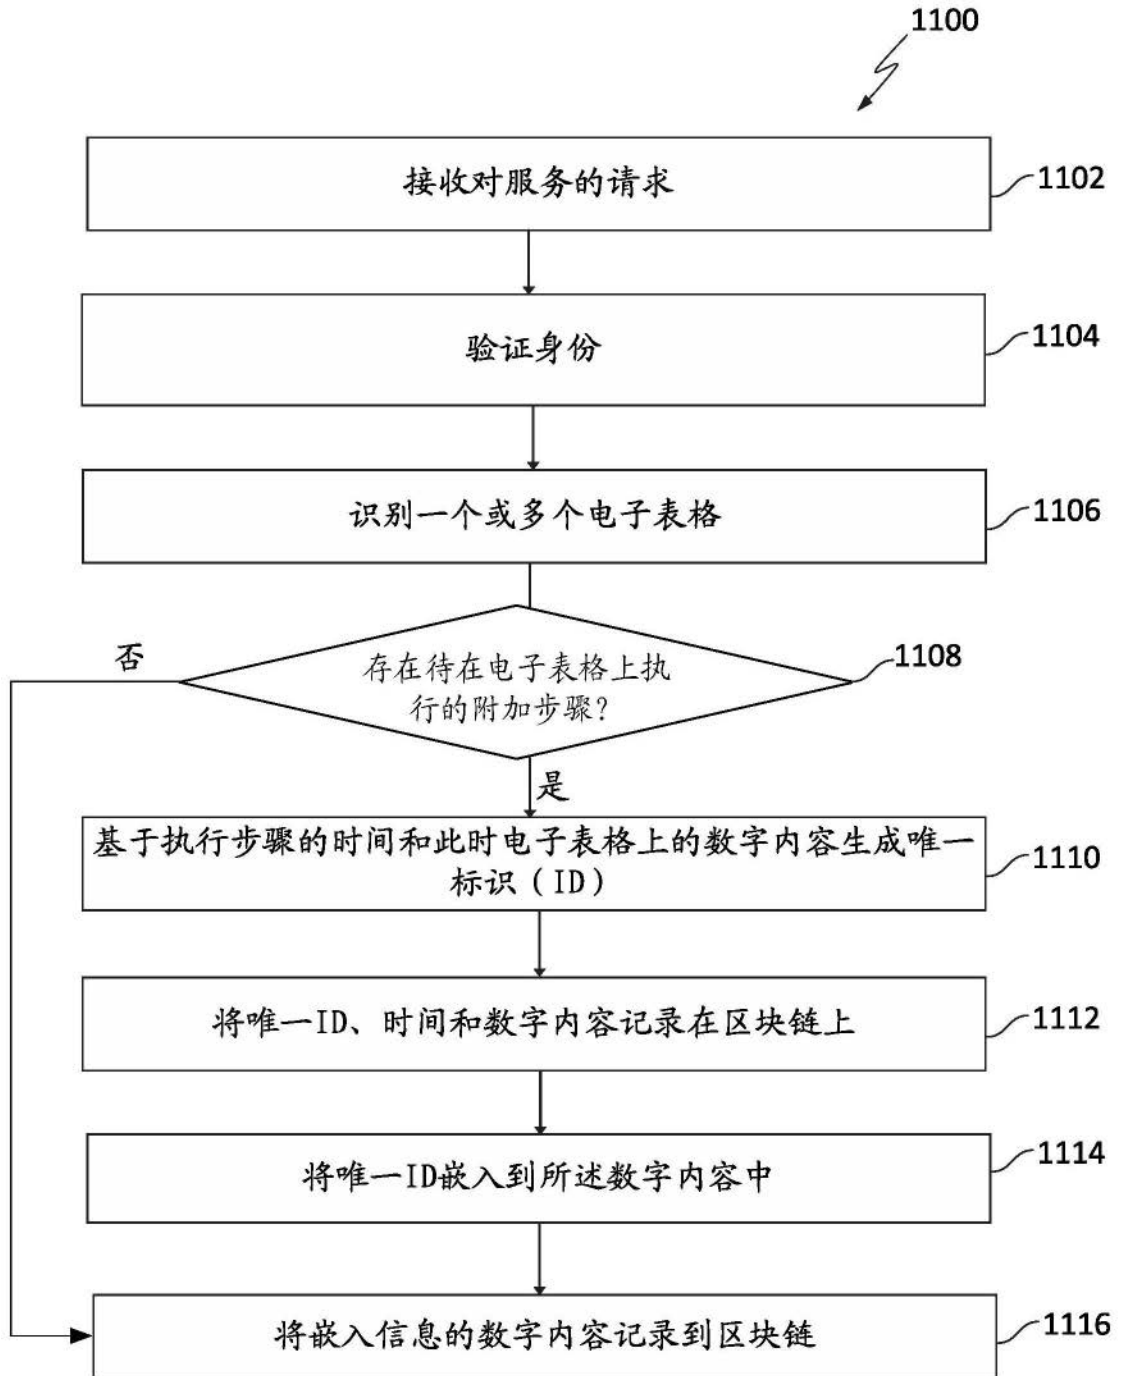 1100
接收对服务的请求
1102
验证身份
1104
识别一个或多个电子表格
1106
否
存在待在电子表格上执
行的附加步骤？
1108
是
基于执行步骤的时间和此时电子表格上的数字内容生成唯一
标识（ID）
1110
将唯一ID、时间和数字内容记录在区块链上
1112
将唯一ID嵌入到所述数字内容中
1114
将嵌入信息的数字内容记录到区块链
1116